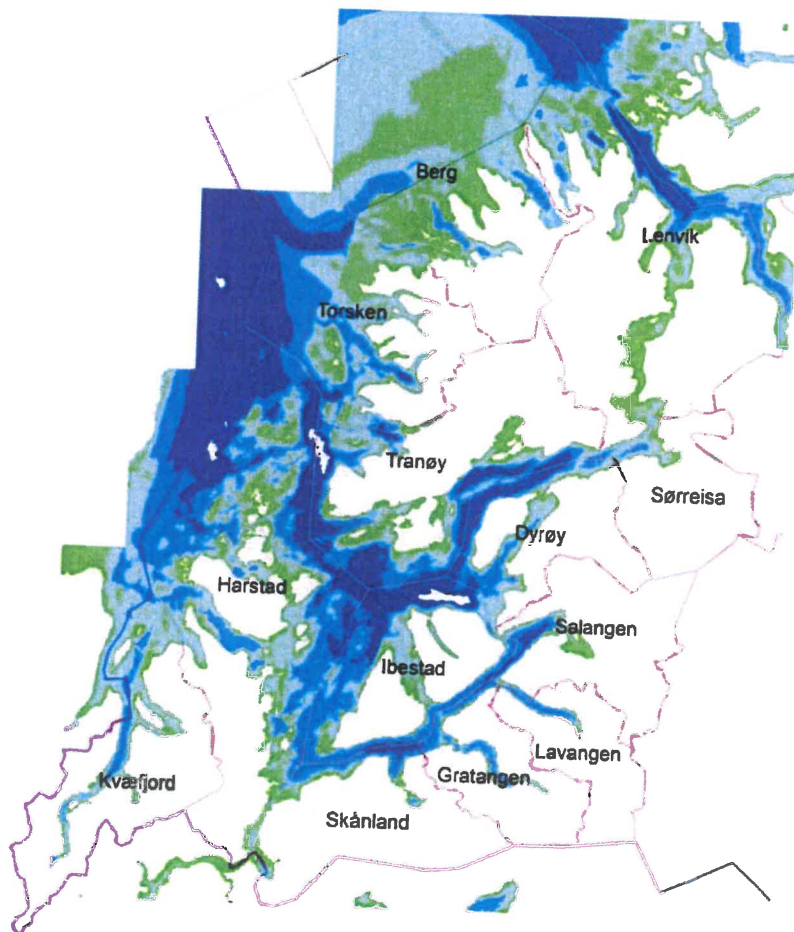 Berg
Lenvik
Torsken
Tranøy
Sørreisa
Dyrøy
Harstad
Salangen
Ibestad
Lavangen
Kvæfjord
Gratangen
Skånland